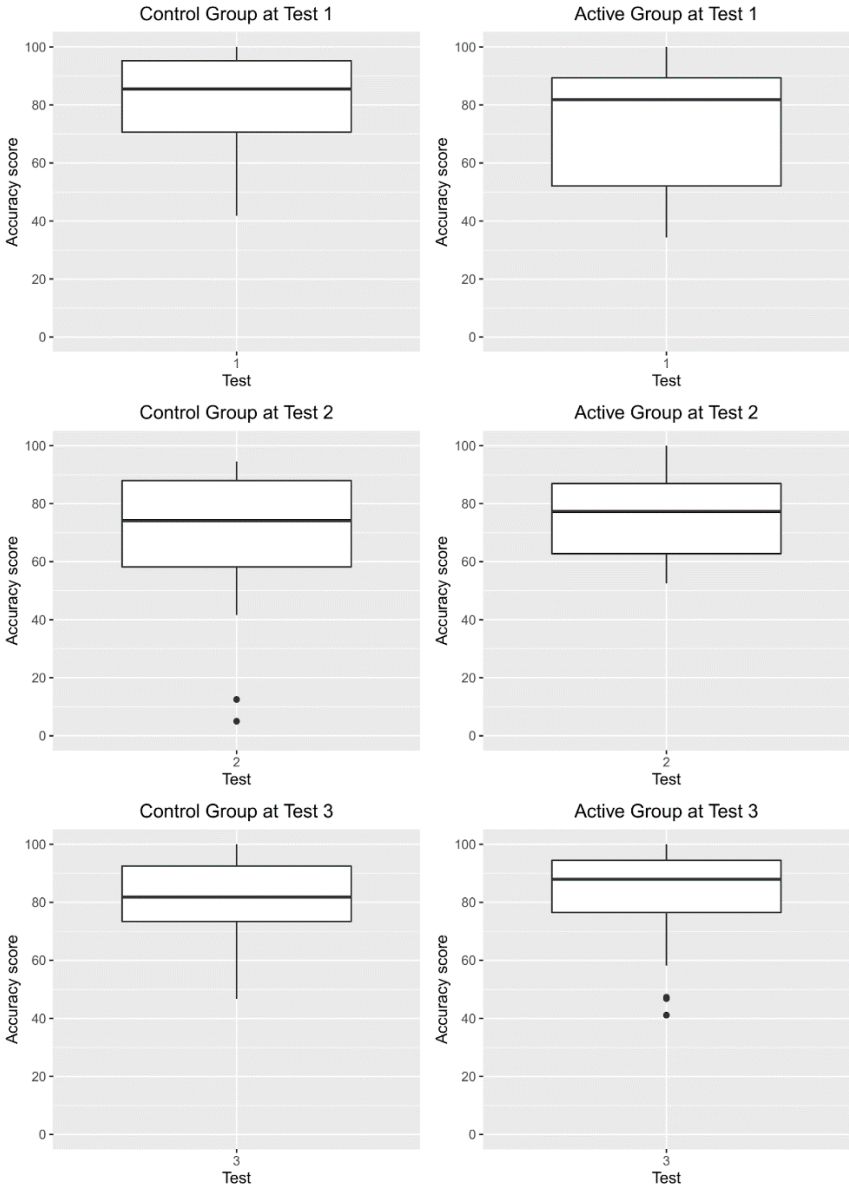 Control Group at Test 1
Accuracy score
100
80
60
40
20
0
1
Test
Active Group at Test 1
Accuracy score
100
80
60
40
20
0
1
Test
Control Group at Test 2
Accuracy score
100
80
60
40
20
0
2
Test
Active Group at Test 2
Accuracy score
100
80
60
40
20
0
2
Test
Control Group at Test 3
Accuracy score
100
80
60
40
20
0
3
Test
Active Group at Test 3
Accuracy score
100
80
60
40
20
0
3
Test